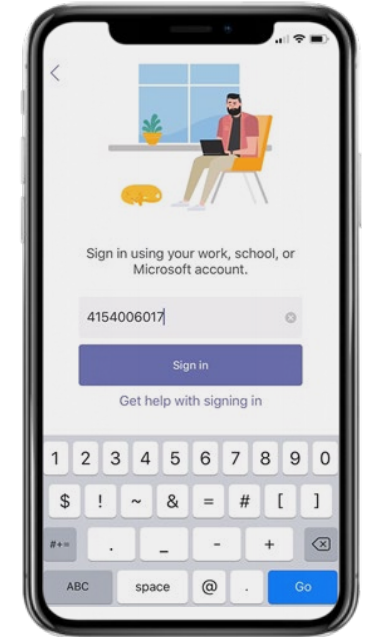 Sign in using your work, school, or
Microsoft account.
4154006017
Sign in
Get help with signing in
1 2 3 4 5 6 7 8 9 0
$ ! ~ & = # [ ]
#+= . _ - +
ABC space @ . Go